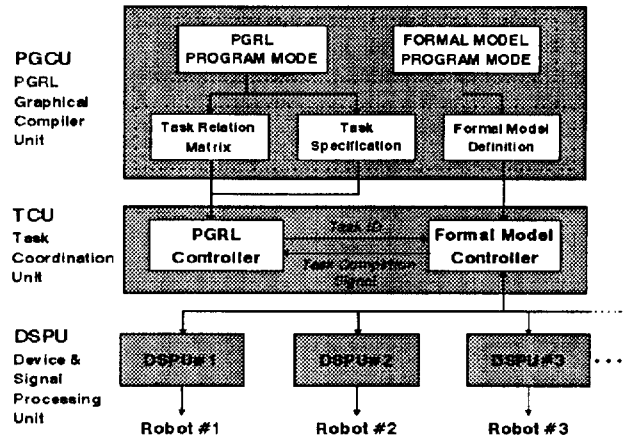 PGCU
PGRL
Graphical
Compiler
Unit
PGRL
PROGRAM MODE
FORMAL MODEL
PROGRAM MODE
Task Relation
Matrix
Task
Specification
Formal Model
Definition
TCU
Task
Coordination
Unit
PGRL
Controller
Task ID
Task Completion
Signal
Formal Model
Controller
DSPU
Device &
Signal
Processing
Unit
DSPU#1
DSPU#2
DSPU#3
Robot #1
Robot #2
Robot #3